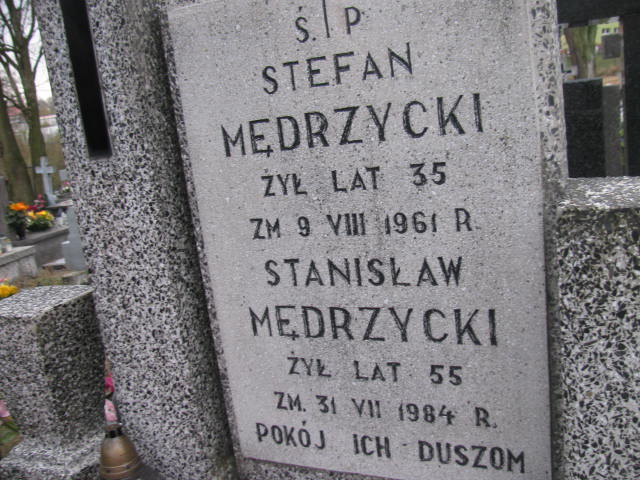 Ś. P
STEFAN
MĘDRZYCKI
ŻYŁ LAT 35
ZM 9 VIII 1961 R.
STANISŁAW
MĘDRZYCKI
ŻYŁ LAT 55
ZM. 31 VII 1984 R.
POKÓJ ICH DUSZOM